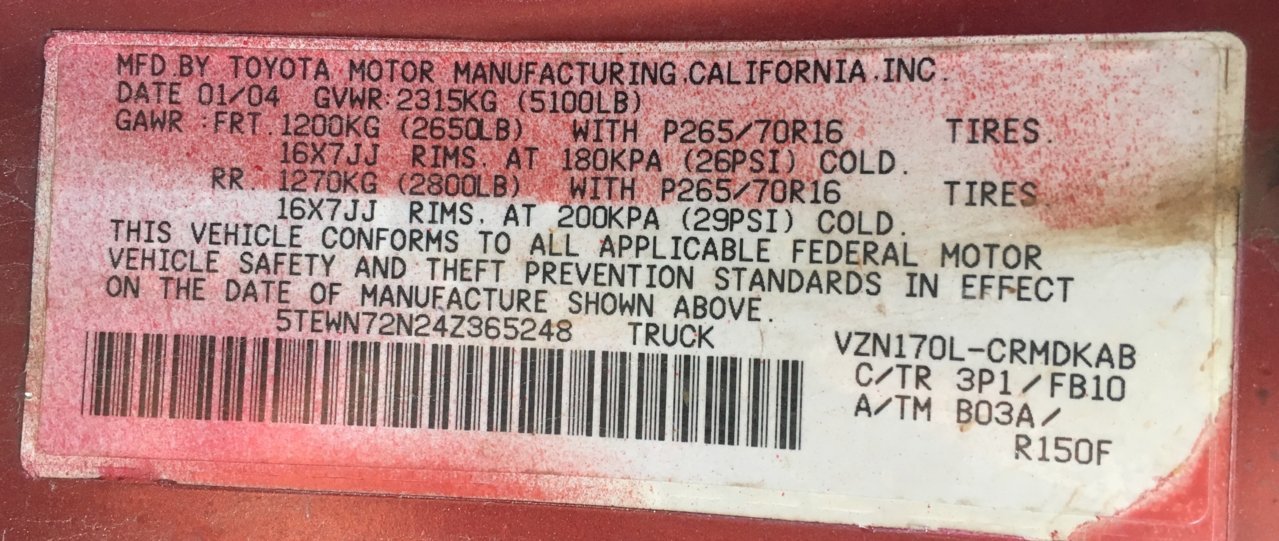 MFD.BY TOYOTA MOTOR MANUFACTURING.CALIFORNIA.INC.
DATE 01/04 GVWR:2315KG (5100LB)
GAWR :FRT.1200KG (2650LB) WITH P265/70R16 TIRES.
16X7JJ RIMS. AT 180KPA (26PSI) COLD.
RR. 1270KG (2800LB) WITH P265/70R16 TIRES
16X7JJ RIMS. AT 200KPA (29PSI) COLD.
THIS VEHICLE CONFORMS TO ALL APPLICABLE FEDERAL MOTOR
VEHICLE SAFETY AND THEFT PREVENTION STANDARDS IN EFFECT
ON THE DATE OF MANUFACTURE SHOWN ABOVE.
5TEWN72N24Z365248 TRUCK
VZN170L-CRMDKAB
C/TR 3P1/FB10
A/TM B03A/
R150F